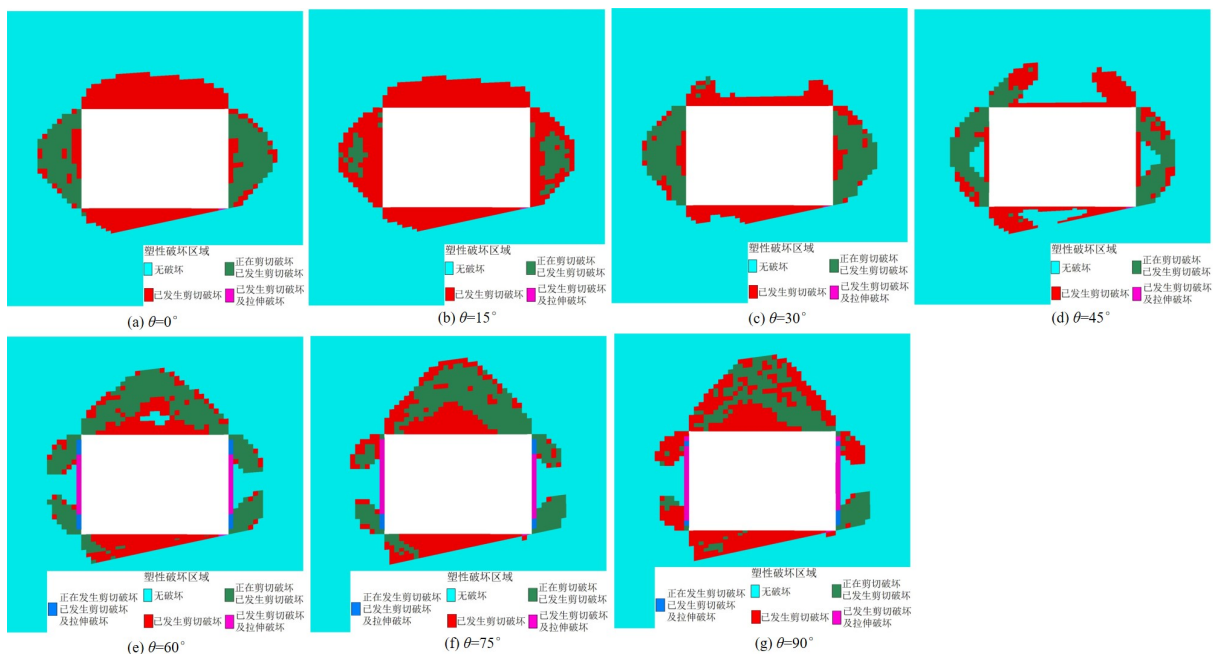 塑性破坏区域
无破坏
正在剪切破坏
已发生剪切破坏
已发生剪切破坏
已发生剪切破坏
及拉伸破坏
(a) θ=0°
塑性破坏区域
无破坏
正在剪切破坏
已发生剪切破坏
已发生剪切破坏
已发生剪切破坏
及拉伸破坏
(b) θ=15°
塑性破坏区域
无破坏
正在剪切破坏
已发生剪切破坏
已发生剪切破坏
已发生剪切破坏
及拉伸破坏
(c) θ=30°
塑性破坏区域
无破坏
正在剪切破坏
已发生剪切破坏
已发生剪切破坏
已发生剪切破坏
及拉伸破坏
(d) θ=45°
塑性破坏区域
正在发生剪切破坏
已发生剪切破坏
及拉伸破坏
无破坏
正在剪切破坏
已发生剪切破坏
已发生剪切破坏
已发生剪切破坏
及拉伸破坏
(e) θ=60°
塑性破坏区域
正在发生剪切破坏
已发生剪切破坏
及拉伸破坏
无破坏
正在剪切破坏
已发生剪切破坏
已发生剪切破坏
已发生剪切破坏
及拉伸破坏
(f) θ=75°
塑性破坏区域
正在发生剪切破坏
已发生剪切破坏
及拉伸破坏
无破坏
正在剪切破坏
已发生剪切破坏
已发生剪切破坏
已发生剪切破坏
及拉伸破坏
(g) θ=90°